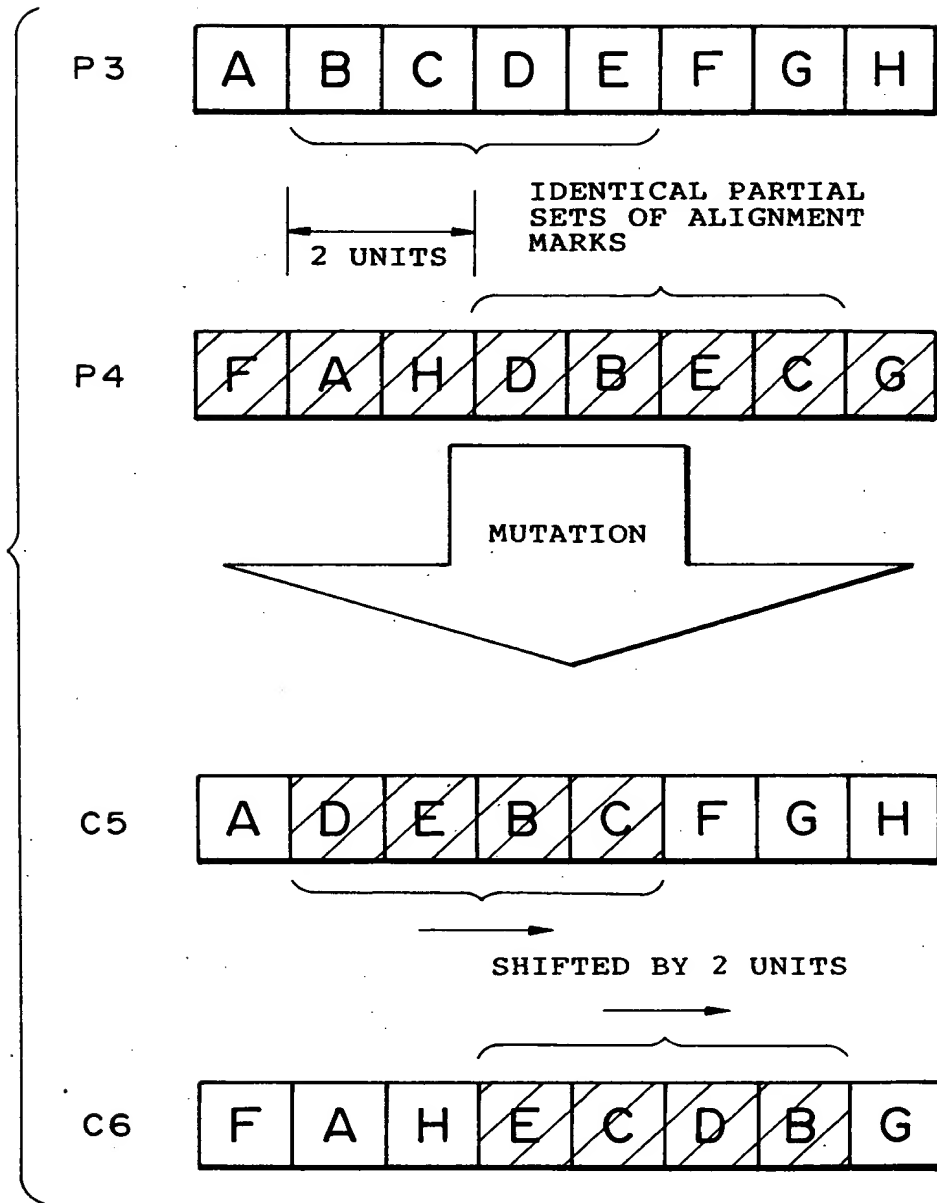 P3 A B C D E F G H
IDENTICAL PARTIAL
SETS OF ALIGNMENT
MARKS
2 UNITS
P4 F A H D B E C G
MUTATION
C5 A D E B C F G H
SHIFTED BY 2 UNITS
C6 F A H E C D B G